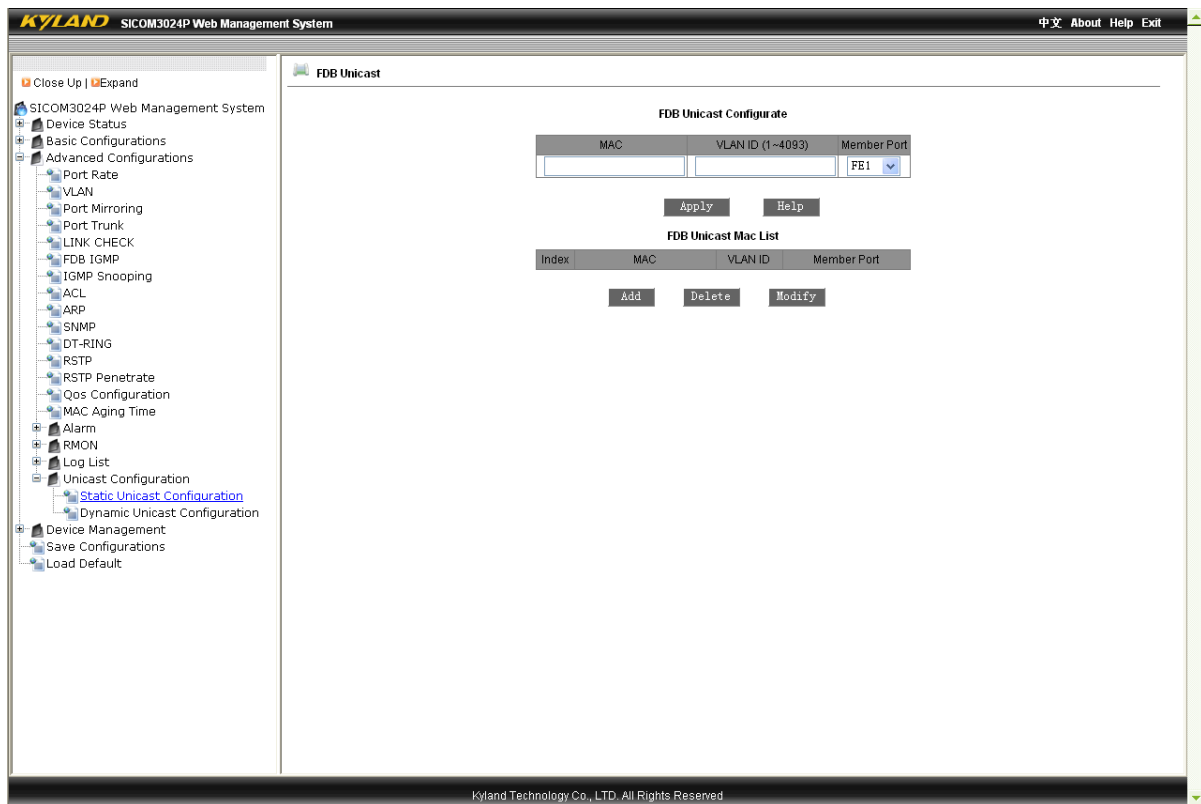 KYLAND SICOM3024P Web Management System 中文 About Help Exit
Close Up | Expand
SICOM3024P Web Management System
Device Status
Basic Configurations
Advanced Configurations
Port Rate
VLAN
Port Mirroring
Port Trunk
LINK CHECK
FDB IGMP
IGMP Snooping
ACL
ARP
SNMP
DT-RING
RSTP
RSTP Penetrate
Qos Configuration
MAC Aging Time
Alarm
RMON
Log List
Unicast Configuration
Static Unicast Configuration
Dynamic Unicast Configuration
Device Management
Save Configurations
Load Default
FDB Unicast
FDB Unicast Configurate
MAC VLAN ID (1~4093) Member Port
FE1
Apply Help
FDB Unicast Mac List
Index MAC VLAN ID Member Port
Add Delete Modify
Kyland Technology Co., LTD. All Rights Reserved